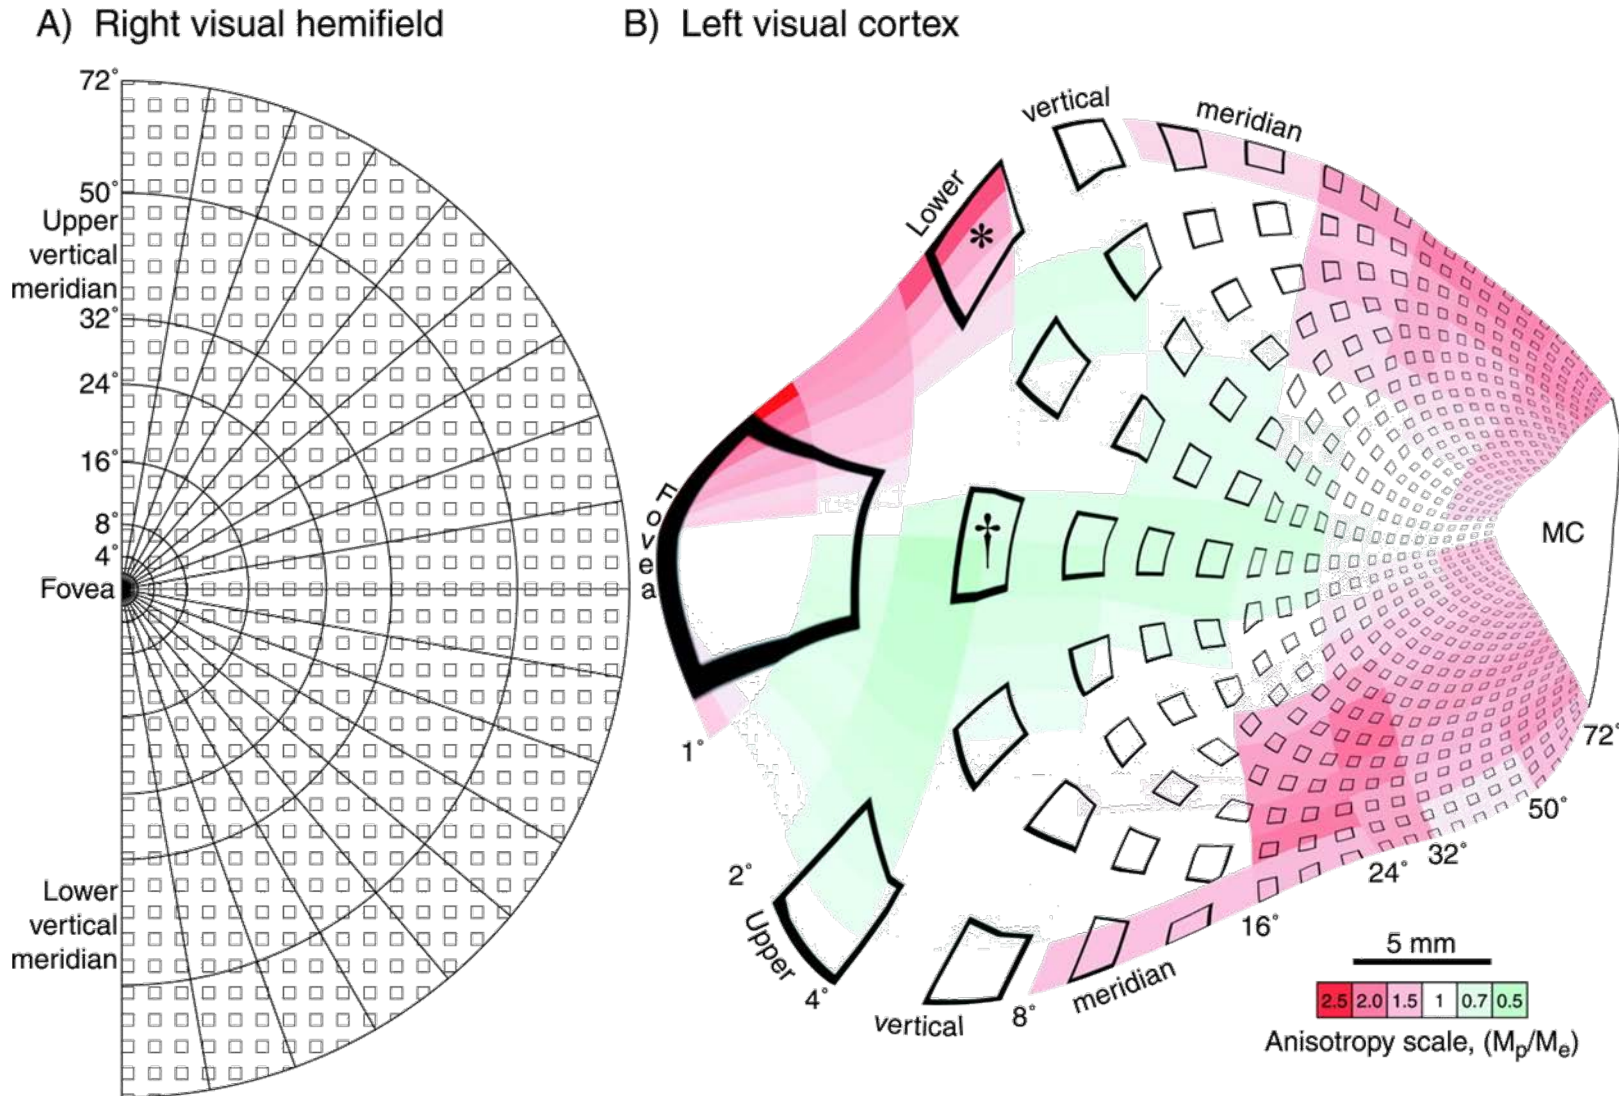 A) Right visual hemifield
72°
50°
Upper
vertical
meridian
32°
24°
16°
8°
4°
Fovea
Lower
vertical
meridian
B) Left visual cortex
Lower
vertical
meridian
*
†
Fovea
MC
1°
2°
Upper
4°
vertical
8°
meridian
16°
24°
32°
50°
72°
5 mm
2.5 2.0 1.5 1 0.7 0.5
Anisotropy scale, (Mp/Me)